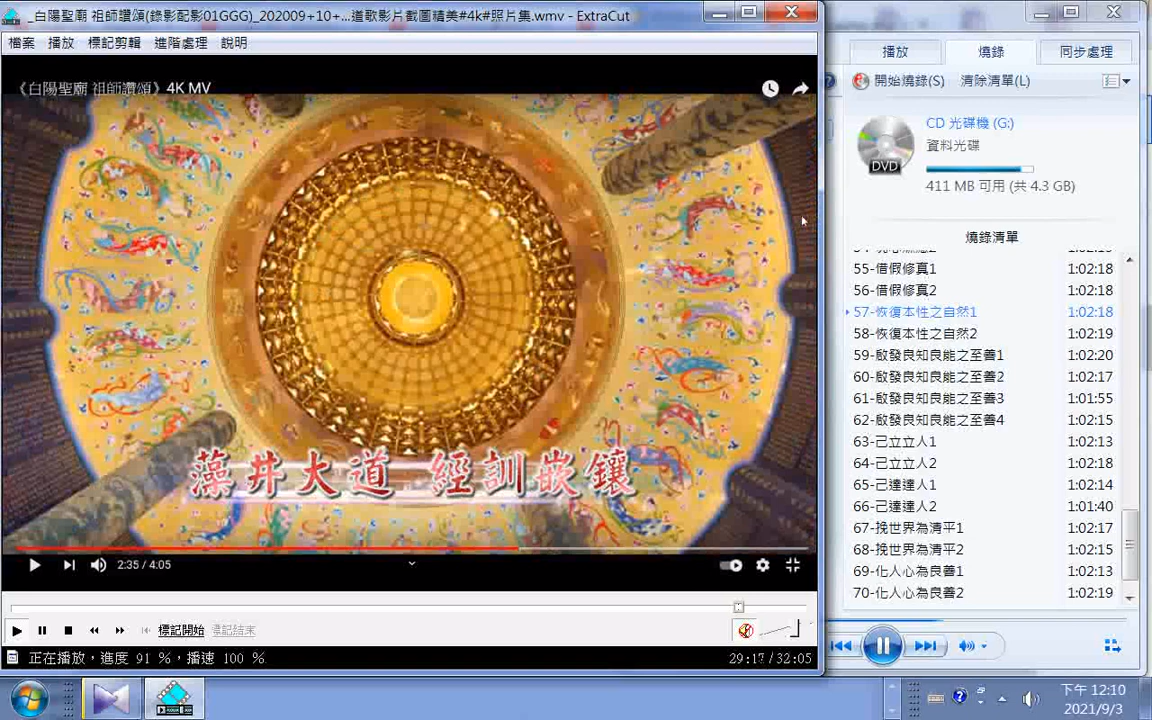 _白陽聖廟 祖師讚頌(錄影配影01GGG)_202009+10+...道歌影片截圖精美#4k#照片集.wmv - ExtraCut
檔案 播放 標記剪輯 進階處理 說明
《白陽聖廟 祖師讚頌》4K MV
藻井大道 經訓嵌鑲
2:35 / 4:05
標記開始 標記結束
正在播放，進度 91 %，播速 100 %
29:17 / 32:05
播放 燒錄 同步處理
開始燒錄(S) 清除清單(L)
CD 光碟機 (G:)
資料光碟
DVD
411 MB 可用 (共 4.3 GB)
燒錄清單
55-借假修真1 1:02:18
56-借假修真2 1:02:18
57-恢復本性之自然1 1:02:18
58-恢復本性之自然2 1:02:19
59-啟發良知良能之至善1 1:02:20
60-啟發良知良能之至善2 1:02:17
61-啟發良知良能之至善3 1:01:55
62-啟發良知良能之至善4 1:02:15
63-己立立人1 1:02:13
64-己立立人2 1:02:18
65-己達達人1 1:02:14
66-己達達人2 1:01:40
67-挽世界為清平1 1:02:17
68-挽世界為清平2 1:02:15
69-化人心為良善1 1:02:13
70-化人心為良善2 1:02:19
下午 12:10
2021/9/3